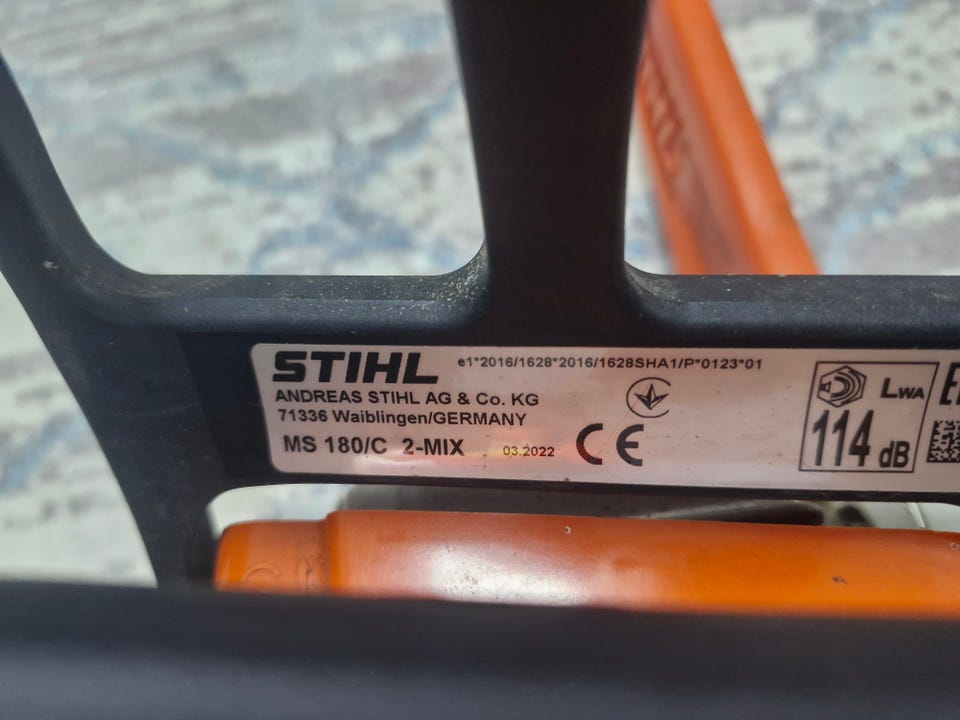 STIHL
e1*2016/1628*2016/1628SHA1/P*0123*01
ANDREAS STIHL AG & Co. KG
71336 Waiblingen/GERMANY
MS 180/C 2-MIX 03.2022 CE
LWA
114 dB